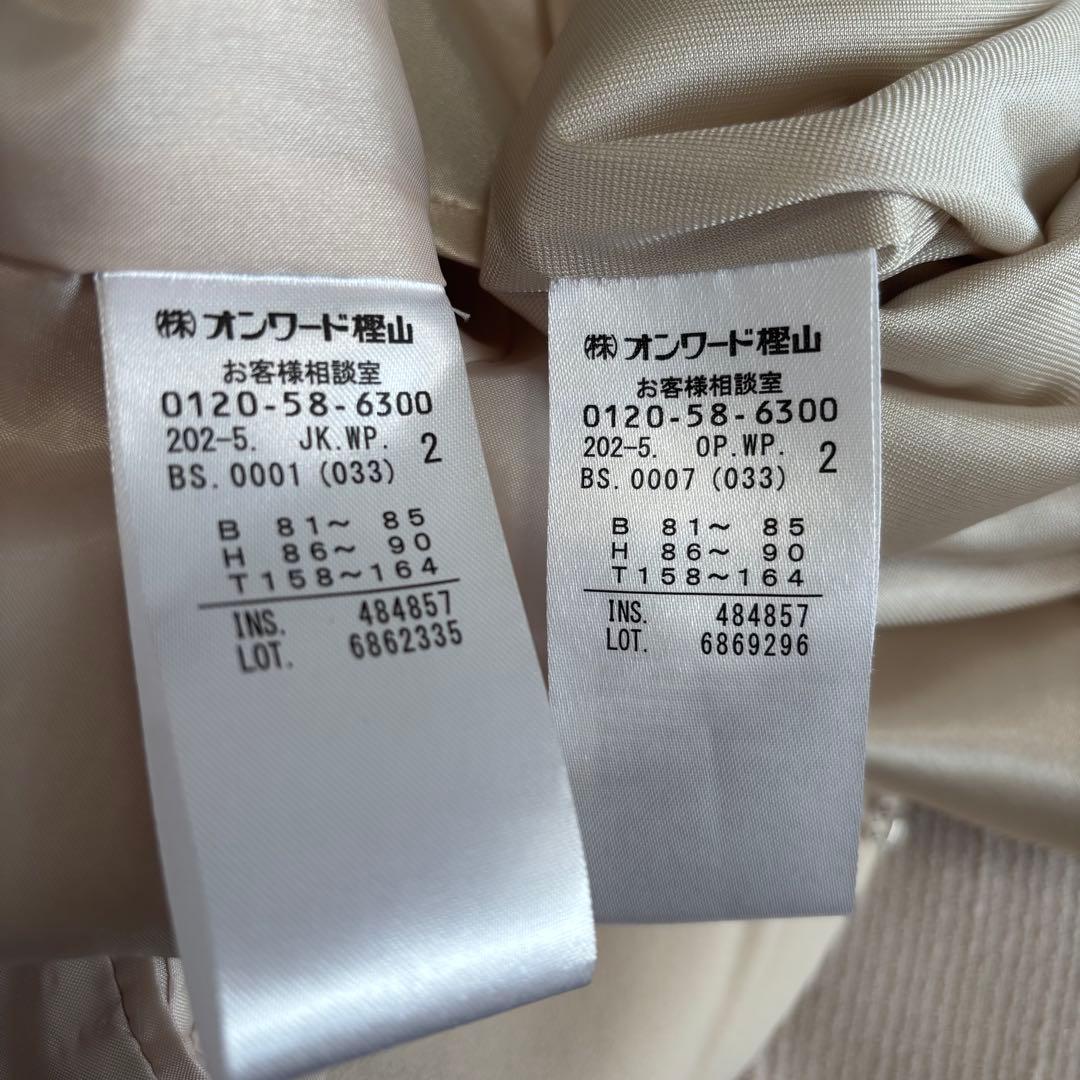 ㈱オンワード樫山
お客様相談室
0120-58-6300
202-5. JK.WP. 2
BS.0001 (033)
B 81~ 85
H 86~ 90
T158~164
INS. 484857
LOT. 6862335
㈱オンワード樫山
お客様相談室
0120-58-6300
202-5. OP.WP. 2
BS.0007 (033)
B 81~ 85
H 86~ 90
T158~164
INS. 484857
LOT. 6869296